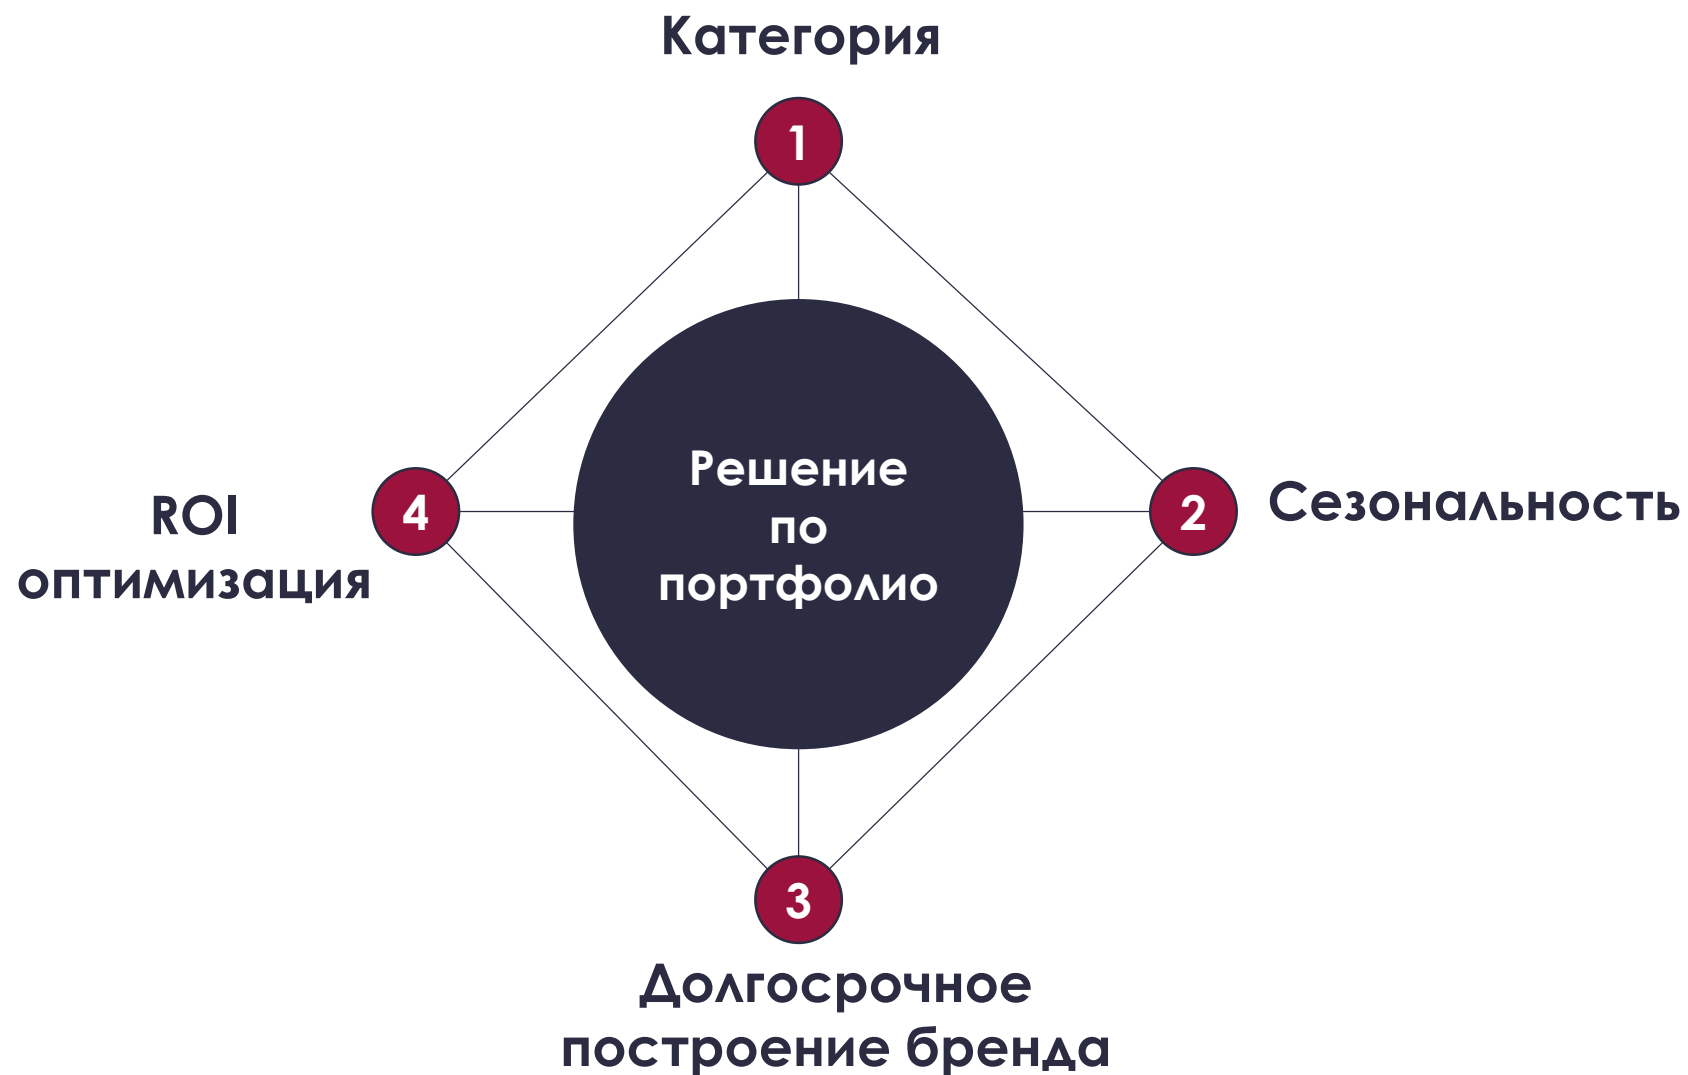 Категория
1
Решение
по
портфолио
4
ROI
оптимизация
2
Сезональность
3
Долгосрочное
построение бренда